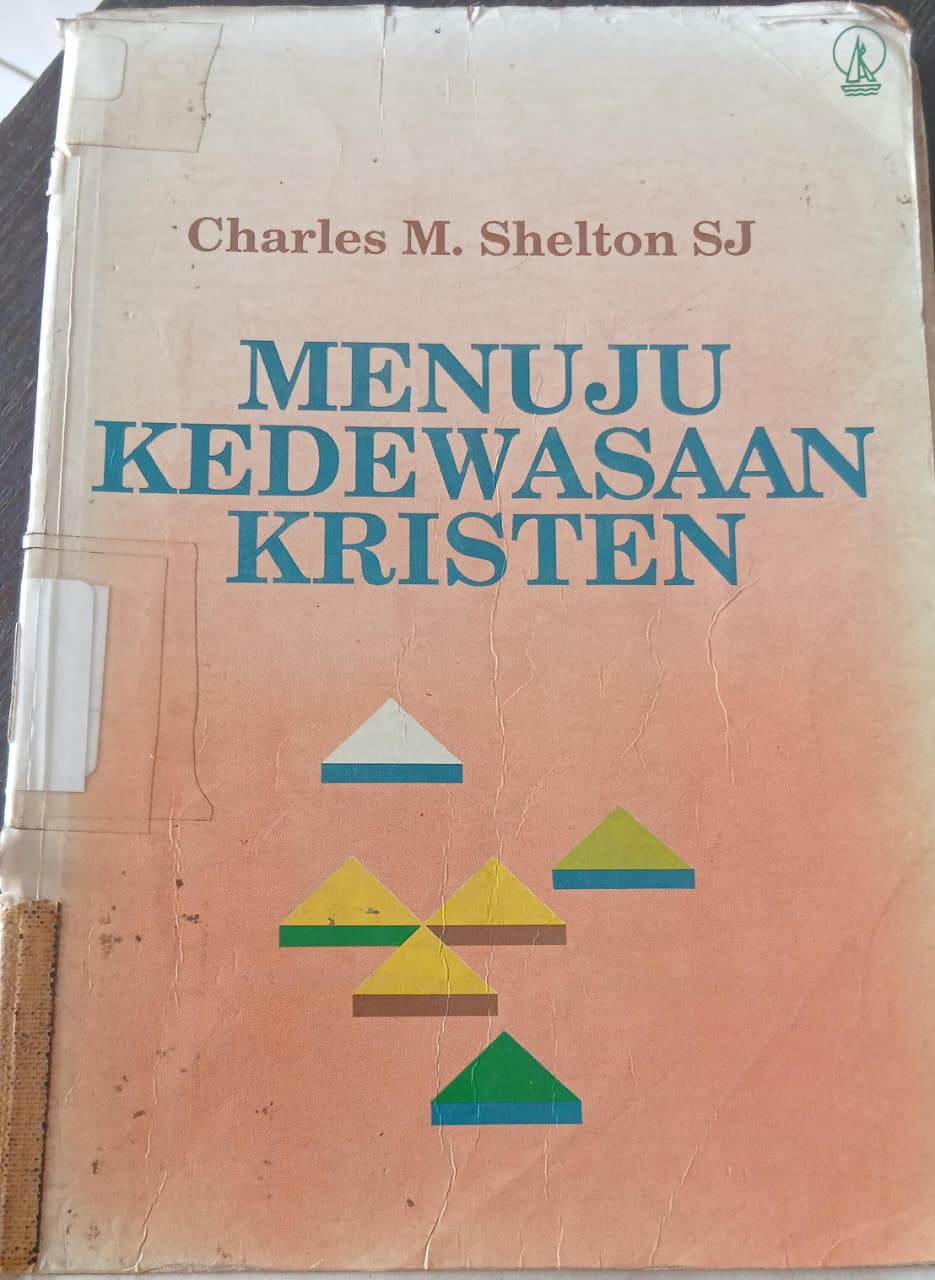 Charles M. Shelton SJ
MENUJU
KEDEWASAAN
KRISTEN